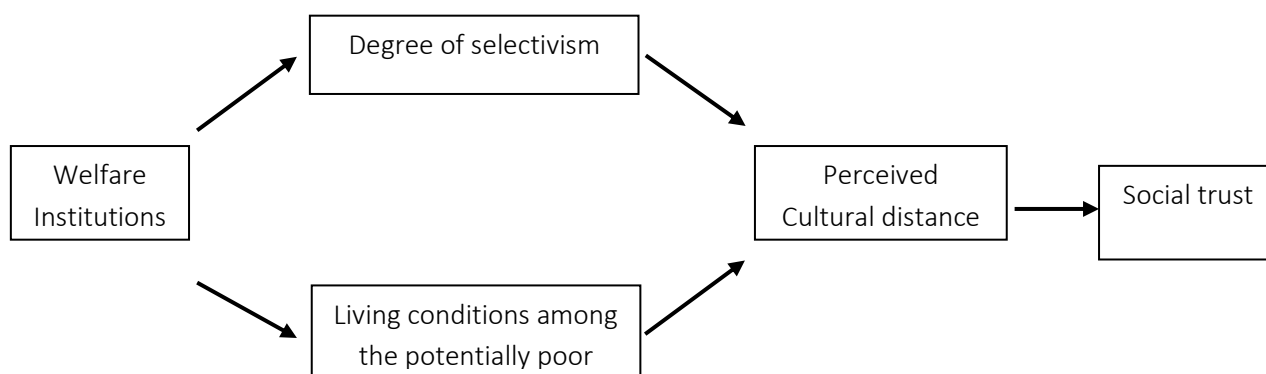 Degree of selectivism
Welfare
Institutions
Perceived
Cultural distance
Social trust
Living conditions among
the potentially poor